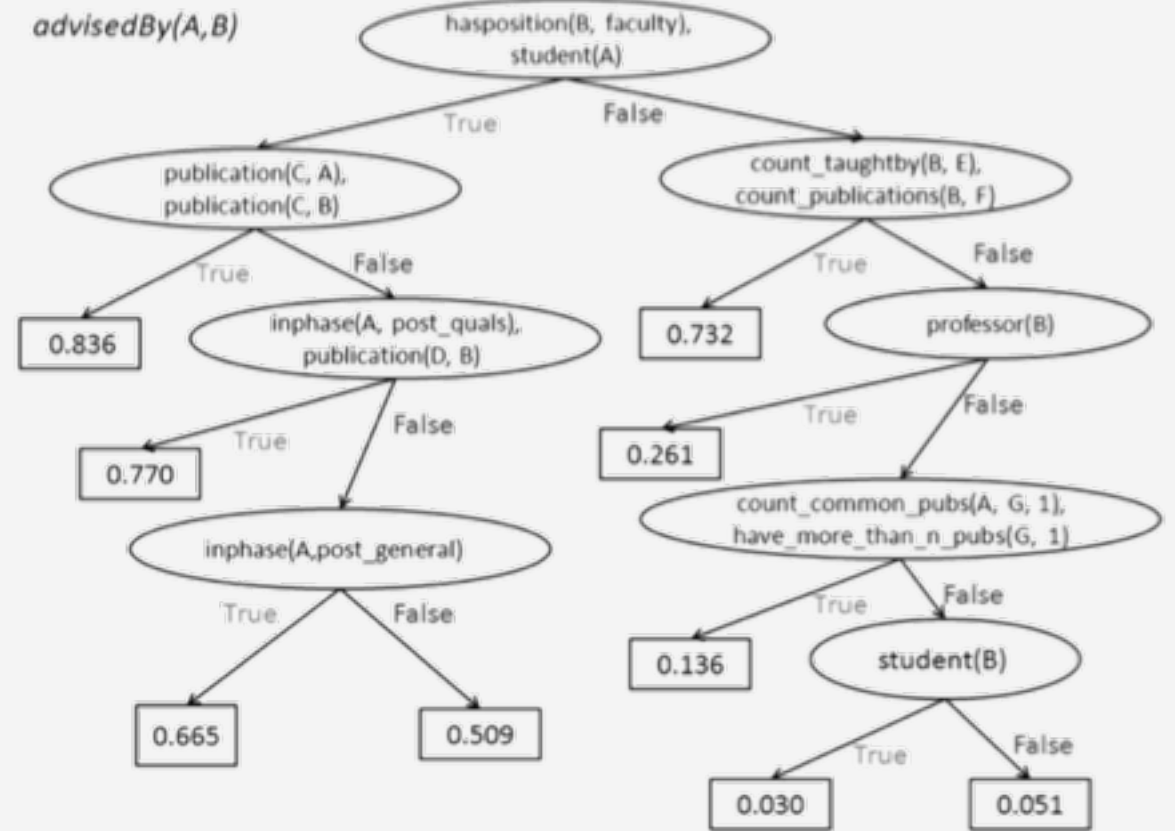 advisedBy(A,B)
hasposition(B, faculty),
student(A)
True
False
publication(C, A),
publication(C, B)
count_taughtby(B, E),
count_publications(B, F)
True
False
True
False
0.836
inphase(A, post_quals),
publication(D, B)
0.732
professor(B)
True
False
True
False
0.770
0.261
inphase(A,post_general)
count_common_pubs(A, G, 1),
have_more_than_n_pubs(G, 1)
True
False
True
False
0.665
0.509
0.136
student(B)
True
False
0.030
0.051